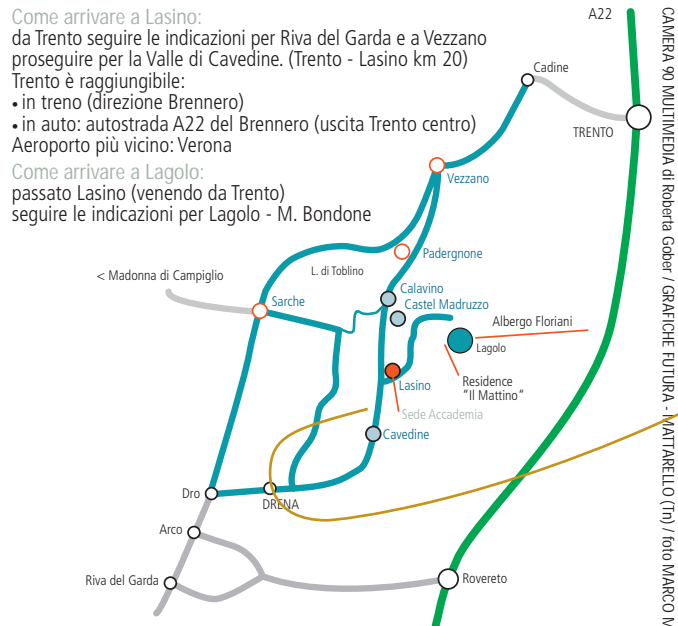 Come arrivare a Lasino:
da Trento seguire le indicazioni per Riva del Garda e a Vezzano
proseguire per la Valle di Cavedine. (Trento - Lasino km 20)
Trento è raggiungibile:
• in treno (direzione Brennero)
• in auto: autostrada A22 del Brennero (uscita Trento centro)
Aeroporto più vicino: Verona
Come arrivare a Lagolo:
passato Lasino (venendo da Trento)
seguire le indicazioni per Lagolo - M. Bondone
A22
Cadine
TRENTO
Vezzano
Padergnone
L. di Toblino
< Madonna di Campiglio
Calavino
Sarche
Castel Madruzzo
Albergo Floriani
Lagolo
Residence
"Il Mattino"
Lasino
Sede Accademia
Cavedine
Dro
DRENA
Arco
Riva del Garda
Rovereto
CAMERA 90 MULTIMEDIA di Roberta Gober / GRAFICHE FUTURA - MATTARELLO (Tn) / foto MARCO